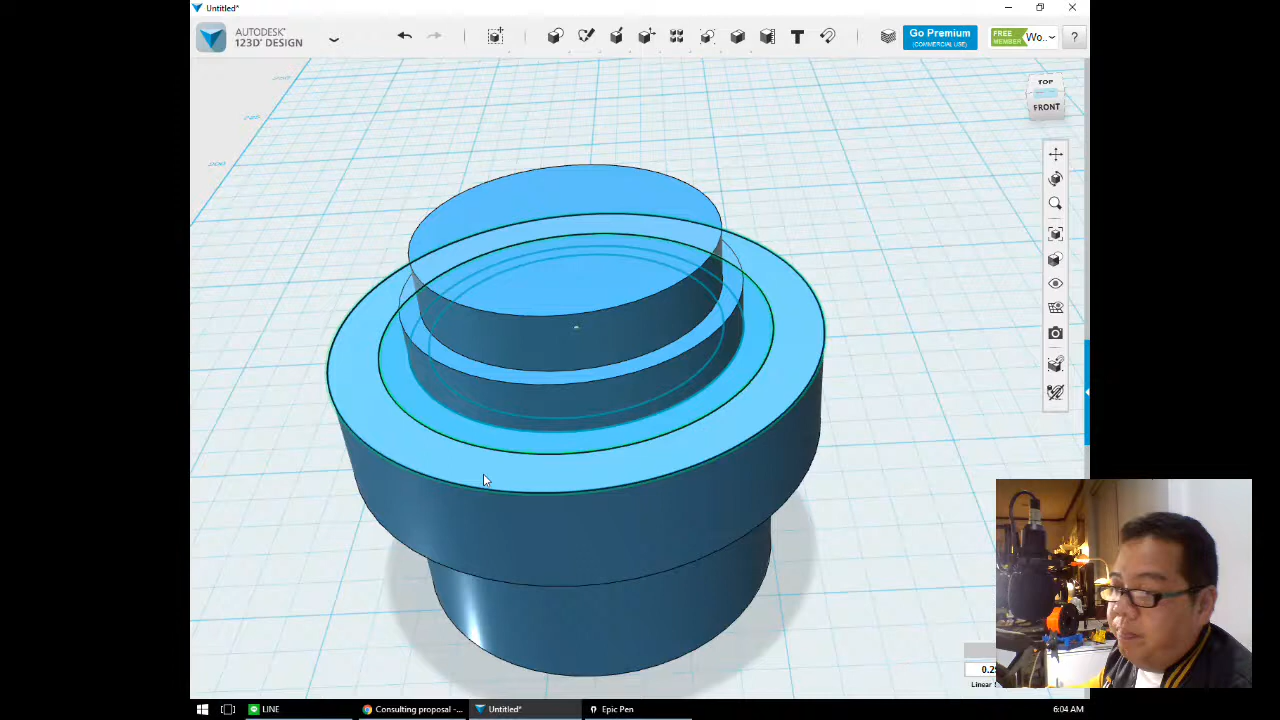 Untitled*
AUTODESK®
123D® DESIGN
Go Premium
(COMMERCIAL USE)
FREE
MEMBER
Wo..
?
TOP
FRONT
LINE
Consulting proposal -...
Untitled*
Epic Pen
6:04 AM